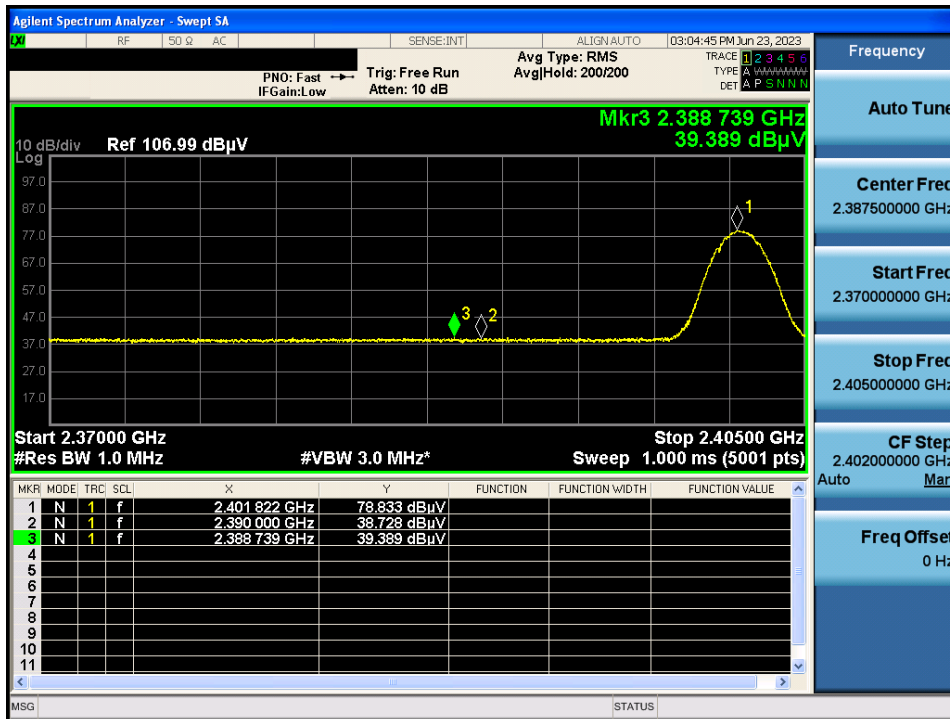 Agilent Spectrum Analyzer - Swept SA
LXI RF 50 Ω AC SENSE:INT ALIGN AUTO 03:04:45 PM Jun 23, 2023
PNO: Fast Trig: Free Run Avg Type: RMS TRACE 1 2 3 4 5 6
IFGain:Low Atten: 10 dB Avg|Hold: 200/200 TYPE A WWWWW
DET A P S N N N
Mkr3 2.388 739 GHz
39.389 dBµV
10 dB/div Ref 106.99 dBµV
Log
97.0
87.0
77.0
67.0
57.0
47.0
37.0
27.0
17.0
1
3 2
Start 2.37000 GHz Stop 2.40500 GHz
#Res BW 1.0 MHz #VBW 3.0 MHz* Sweep 1.000 ms (5001 pts)
MKR MODE TRC SCL X Y FUNCTION FUNCTION WIDTH FUNCTION VALUE
1 N 1 f 2.401 822 GHz 78.833 dBµV
2 N 1 f 2.390 000 GHz 38.728 dBµV
3 N 1 f 2.388 739 GHz 39.389 dBµV
4
5
6
7
8
9
10
11
MSG STATUS
Frequency
Auto Tune
Center Freq
2.387500000 GHz
Start Freq
2.370000000 GHz
Stop Freq
2.405000000 GHz
CF Step
2.402000000 GHz
Auto Man
Freq Offset
0 Hz